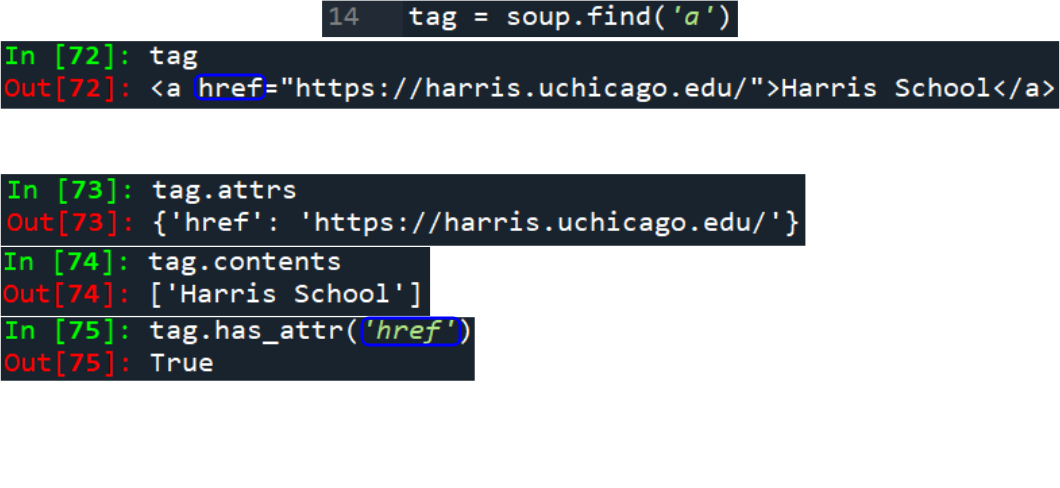 14 tag = soup.find('a')
In [72]: tag
Out[72]: <a href="https://harris.uchicago.edu/">Harris School</a>
In [73]: tag.attrs
Out[73]: {'href': 'https://harris.uchicago.edu/'}
In [74]: tag.contents
Out[74]: ['Harris School']
In [75]: tag.has_attr('href')
Out[75]: True